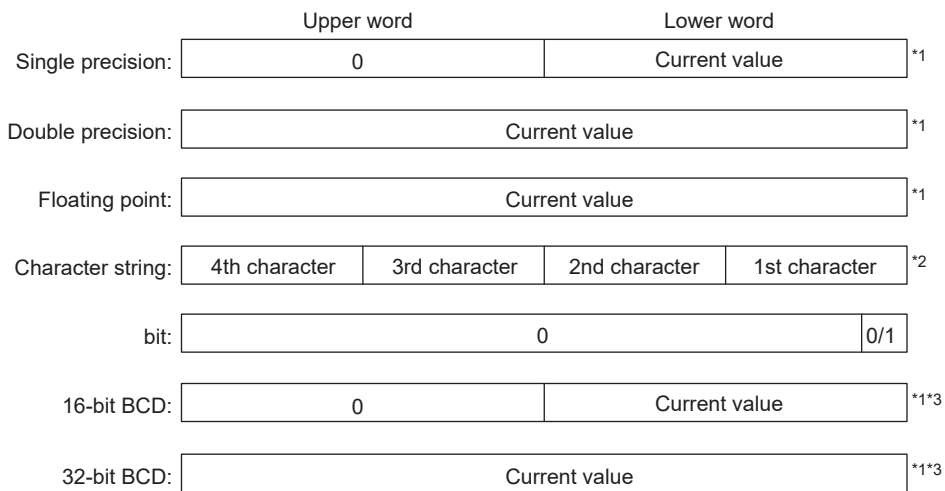 Upper word Lower word
Single precision: 0 Current value *1
Double precision: Current value *1
Floating point: Current value *1
Character string: 4th character 3rd character 2nd character 1st character *2
bit: 0 0/1
16-bit BCD: 0 Current value *1*3
32-bit BCD: Current value *1*3